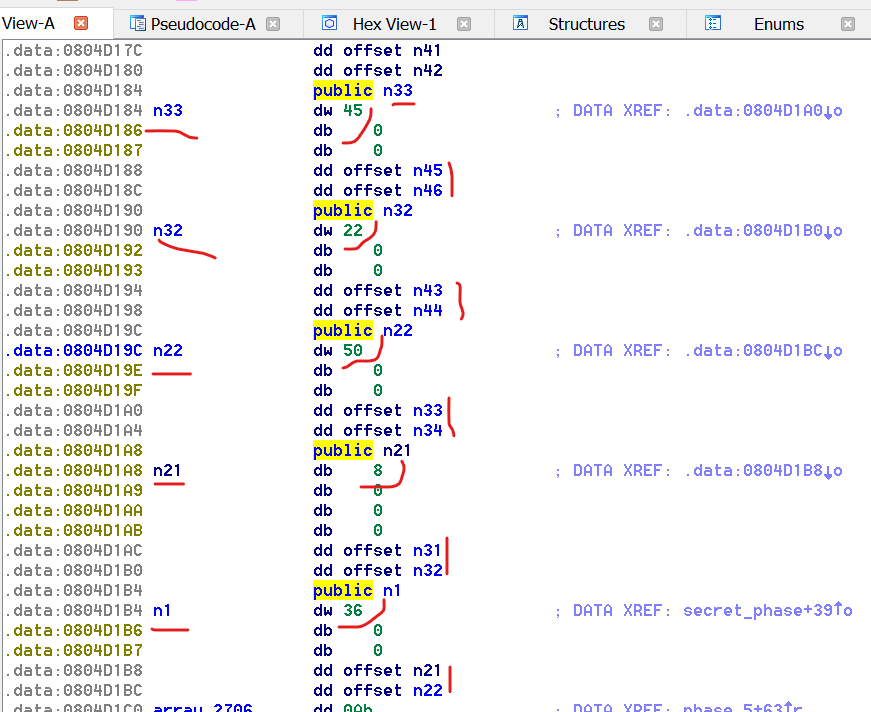 View-A Pseudocode-A Hex View-1 Structures Enums
.data:0804D17C dd offset n41
.data:0804D180 dd offset n42
.data:0804D184 public n33
.data:0804D184 n33 dw 45 ; DATA XREF: .data:0804D1A0↓o
.data:0804D186 db 0
.data:0804D187 db 0
.data:0804D188 dd offset n45
.data:0804D18C dd offset n46
.data:0804D190 public n32
.data:0804D190 n32 dw 22 ; DATA XREF: .data:0804D1B0↓o
.data:0804D192 db 0
.data:0804D193 db 0
.data:0804D194 dd offset n43
.data:0804D198 dd offset n44
.data:0804D19C public n22
.data:0804D19C n22 dw 50 ; DATA XREF: .data:0804D1BC↓o
.data:0804D19E db 0
.data:0804D19F db 0
.data:0804D1A0 dd offset n33
.data:0804D1A4 dd offset n34
.data:0804D1A8 public n21
.data:0804D1A8 n21 db 8 ; DATA XREF: .data:0804D1B8↓o
.data:0804D1A9 db 0
.data:0804D1AA db 0
.data:0804D1AB db 0
.data:0804D1AC dd offset n31
.data:0804D1B0 dd offset n32
.data:0804D1B4 public n1
.data:0804D1B4 n1 dw 36 ; DATA XREF: secret_phase+39↑o
.data:0804D1B6 db 0
.data:0804D1B7 db 0
.data:0804D1B8 dd offset n21
.data:0804D1BC dd offset n22
.data:0804D1C0 array_2706 dd 0Ah ; DATA XREF: phase_5+63↑r